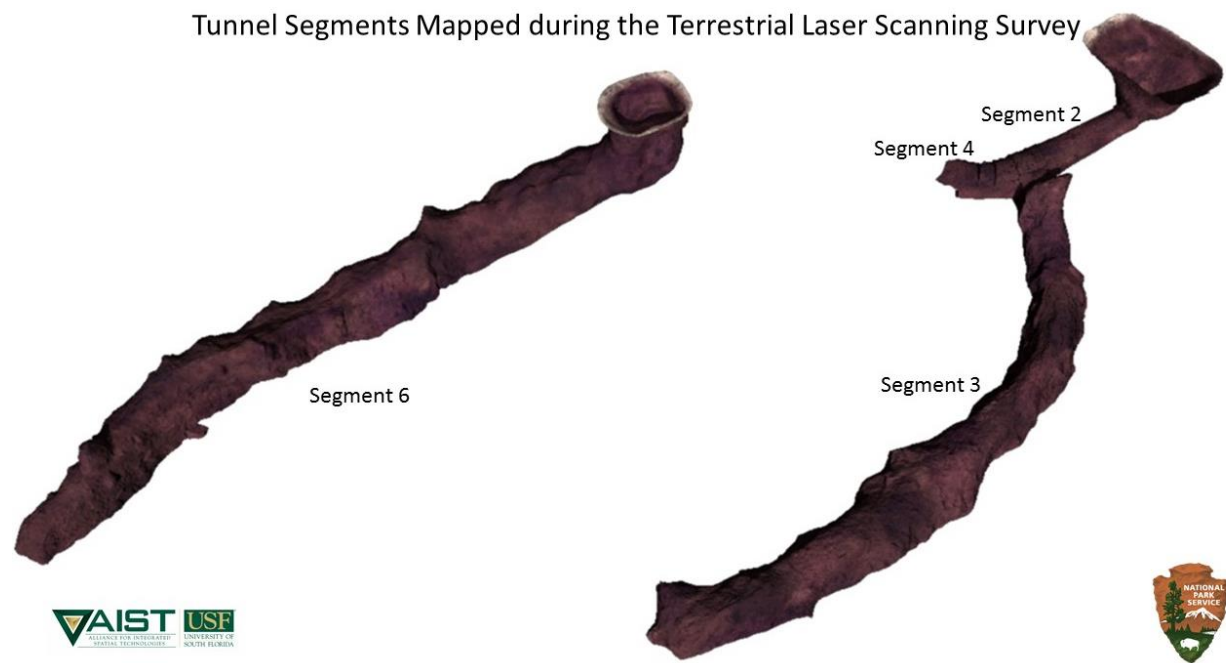 Tunnel Segments Mapped during the Terrestrial Laser Scanning Survey
Segment 2
Segment 4
Segment 3
Segment 6
AIST
ALLIANCE FOR INTEGRATED
SPATIAL TECHNOLOGIES
USF
UNIVERSITY OF
SOUTH FLORIDA
NATIONAL
PARK
SERVICE